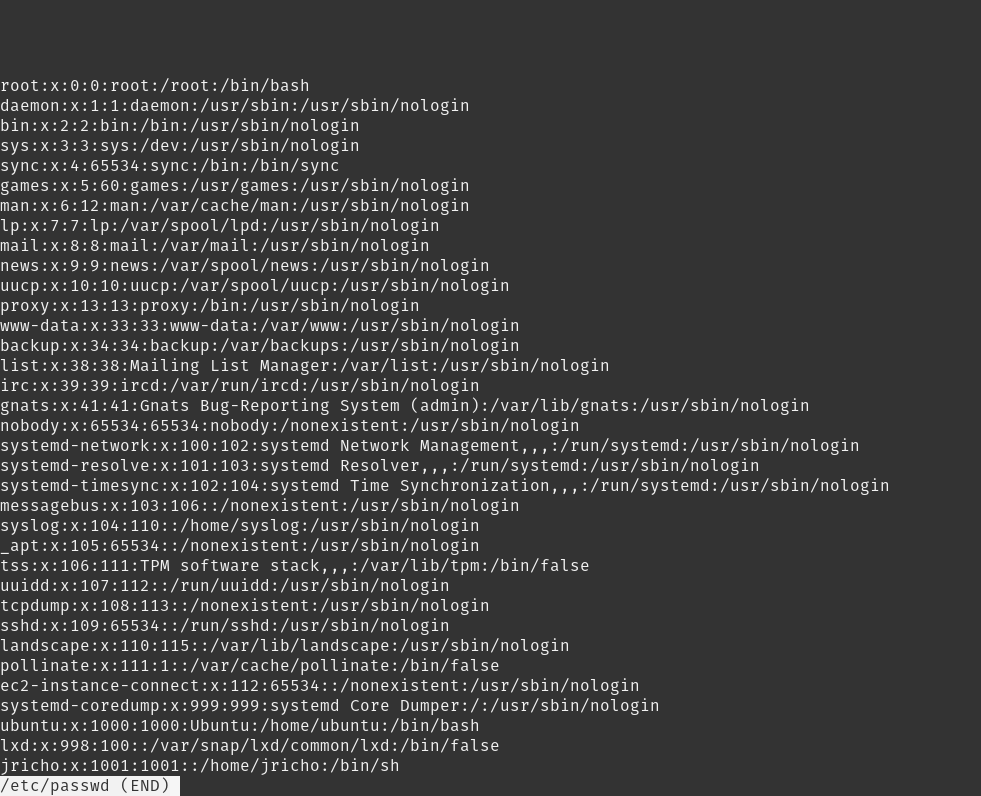 root:x:0:0:root:/root:/bin/bash
daemon:x:1:1:daemon:/usr/sbin:/usr/sbin/nologin
bin:x:2:2:bin:/bin:/usr/sbin/nologin
sys:x:3:3:sys:/dev:/usr/sbin/nologin
sync:x:4:65534:sync:/bin:/bin/sync
games:x:5:60:games:/usr/games:/usr/sbin/nologin
man:x:6:12:man:/var/cache/man:/usr/sbin/nologin
lp:x:7:7:lp:/var/spool/lpd:/usr/sbin/nologin
mail:x:8:8:mail:/var/mail:/usr/sbin/nologin
news:x:9:9:news:/var/spool/news:/usr/sbin/nologin
uucp:x:10:10:uucp:/var/spool/uucp:/usr/sbin/nologin
proxy:x:13:13:proxy:/bin:/usr/sbin/nologin
www-data:x:33:33:www-data:/var/www:/usr/sbin/nologin
backup:x:34:34:backup:/var/backups:/usr/sbin/nologin
list:x:38:38:Mailing List Manager:/var/list:/usr/sbin/nologin
irc:x:39:39:ircd:/var/run/ircd:/usr/sbin/nologin
gnats:x:41:41:Gnats Bug-Reporting System (admin):/var/lib/gnats:/usr/sbin/nologin
nobody:x:65534:65534:nobody:/nonexistent:/usr/sbin/nologin
systemd-network:x:100:102:systemd Network Management,,,:/run/systemd:/usr/sbin/nologin
systemd-resolve:x:101:103:systemd Resolver,,,:/run/systemd:/usr/sbin/nologin
systemd-timesync:x:102:104:systemd Time Synchronization,,,:/run/systemd:/usr/sbin/nologin
messagebus:x:103:106::/nonexistent:/usr/sbin/nologin
syslog:x:104:110::/home/syslog:/usr/sbin/nologin
_apt:x:105:65534::/nonexistent:/usr/sbin/nologin
tss:x:106:111:TPM software stack,,,:/var/lib/tpm:/bin/false
uuidd:x:107:112::/run/uuidd:/usr/sbin/nologin
tcpdump:x:108:113::/nonexistent:/usr/sbin/nologin
sshd:x:109:65534::/run/sshd:/usr/sbin/nologin
landscape:x:110:115::/var/lib/landscape:/usr/sbin/nologin
pollinate:x:111:1::/var/cache/pollinate:/bin/false
ec2-instance-connect:x:112:65534::/nonexistent:/usr/sbin/nologin
systemd-coredump:x:999:999:systemd Core Dumper:/:/usr/sbin/nologin
ubuntu:x:1000:1000:Ubuntu:/home/ubuntu:/bin/bash
lxd:x:998:100::/var/snap/lxd/common/lxd:/bin/false
jricho:x:1001:1001::/home/jricho:/bin/sh
/etc/passwd (END)